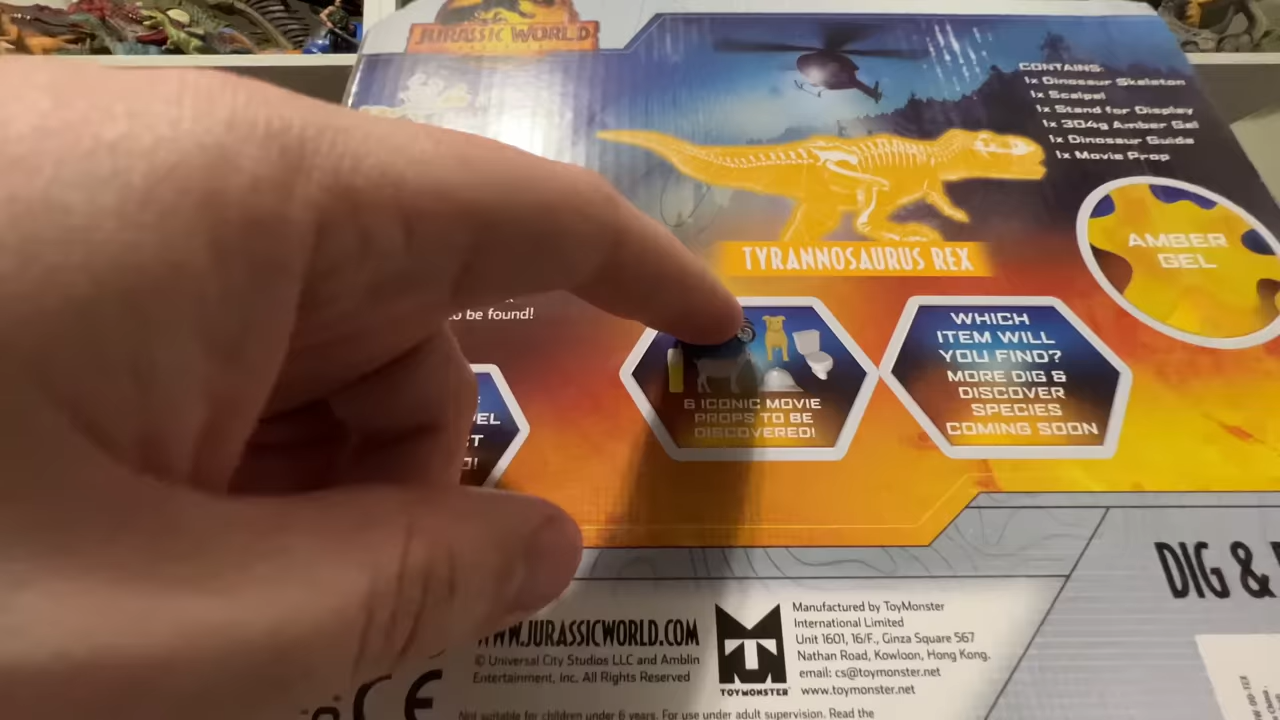 JURASSIC WORLD
CONTAINS:
1x Dinosaur Skeleton
1x Scalpel
1x Stand for Display
1x 304g Amber Gel
1x Dinosaur Guide
1x Movie Prop
AMBER
GEL
TYRANNOSAURUS REX
be found!
6 ICONIC MOVIE
PROPS TO BE
DISCOVERED!
WHICH
ITEM WILL
YOU FIND?
MORE DIG &
DISCOVER
SPECIES
COMING SOON
DIG &
WWW.JURASSICWORLD.COM
© Universal City Studios LLC and Amblin
Entertainment, Inc. All Rights Reserved
TOYMONSTER
Manufactured by ToyMonster
International Limited
Unit 1601, 16/F., Ginza Square 567
Nathan Road, Kowloon, Hong Kong.
email: cs@toymonster.net
www.toymonster.net
CE
Not suitable for children under 6 years. For use under adult supervision. Read the